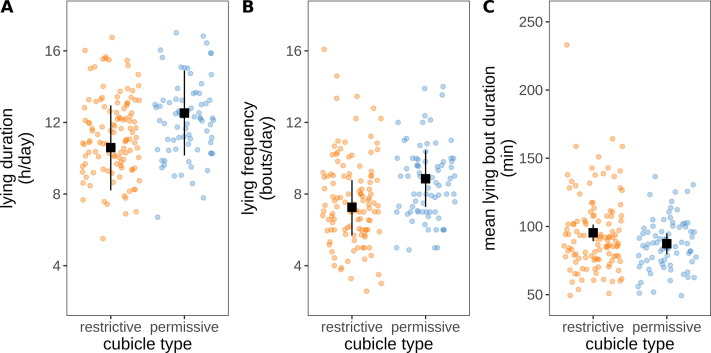 A
B
C
lying duration
(h/day)
16
12
8
4
restrictive permissive
cubicle type
lying frequency
(bouts/day)
16
12
8
4
restrictive permissive
cubicle type
mean lying bout duration
(min)
250
200
150
100
50
restrictive permissive
cubicle type